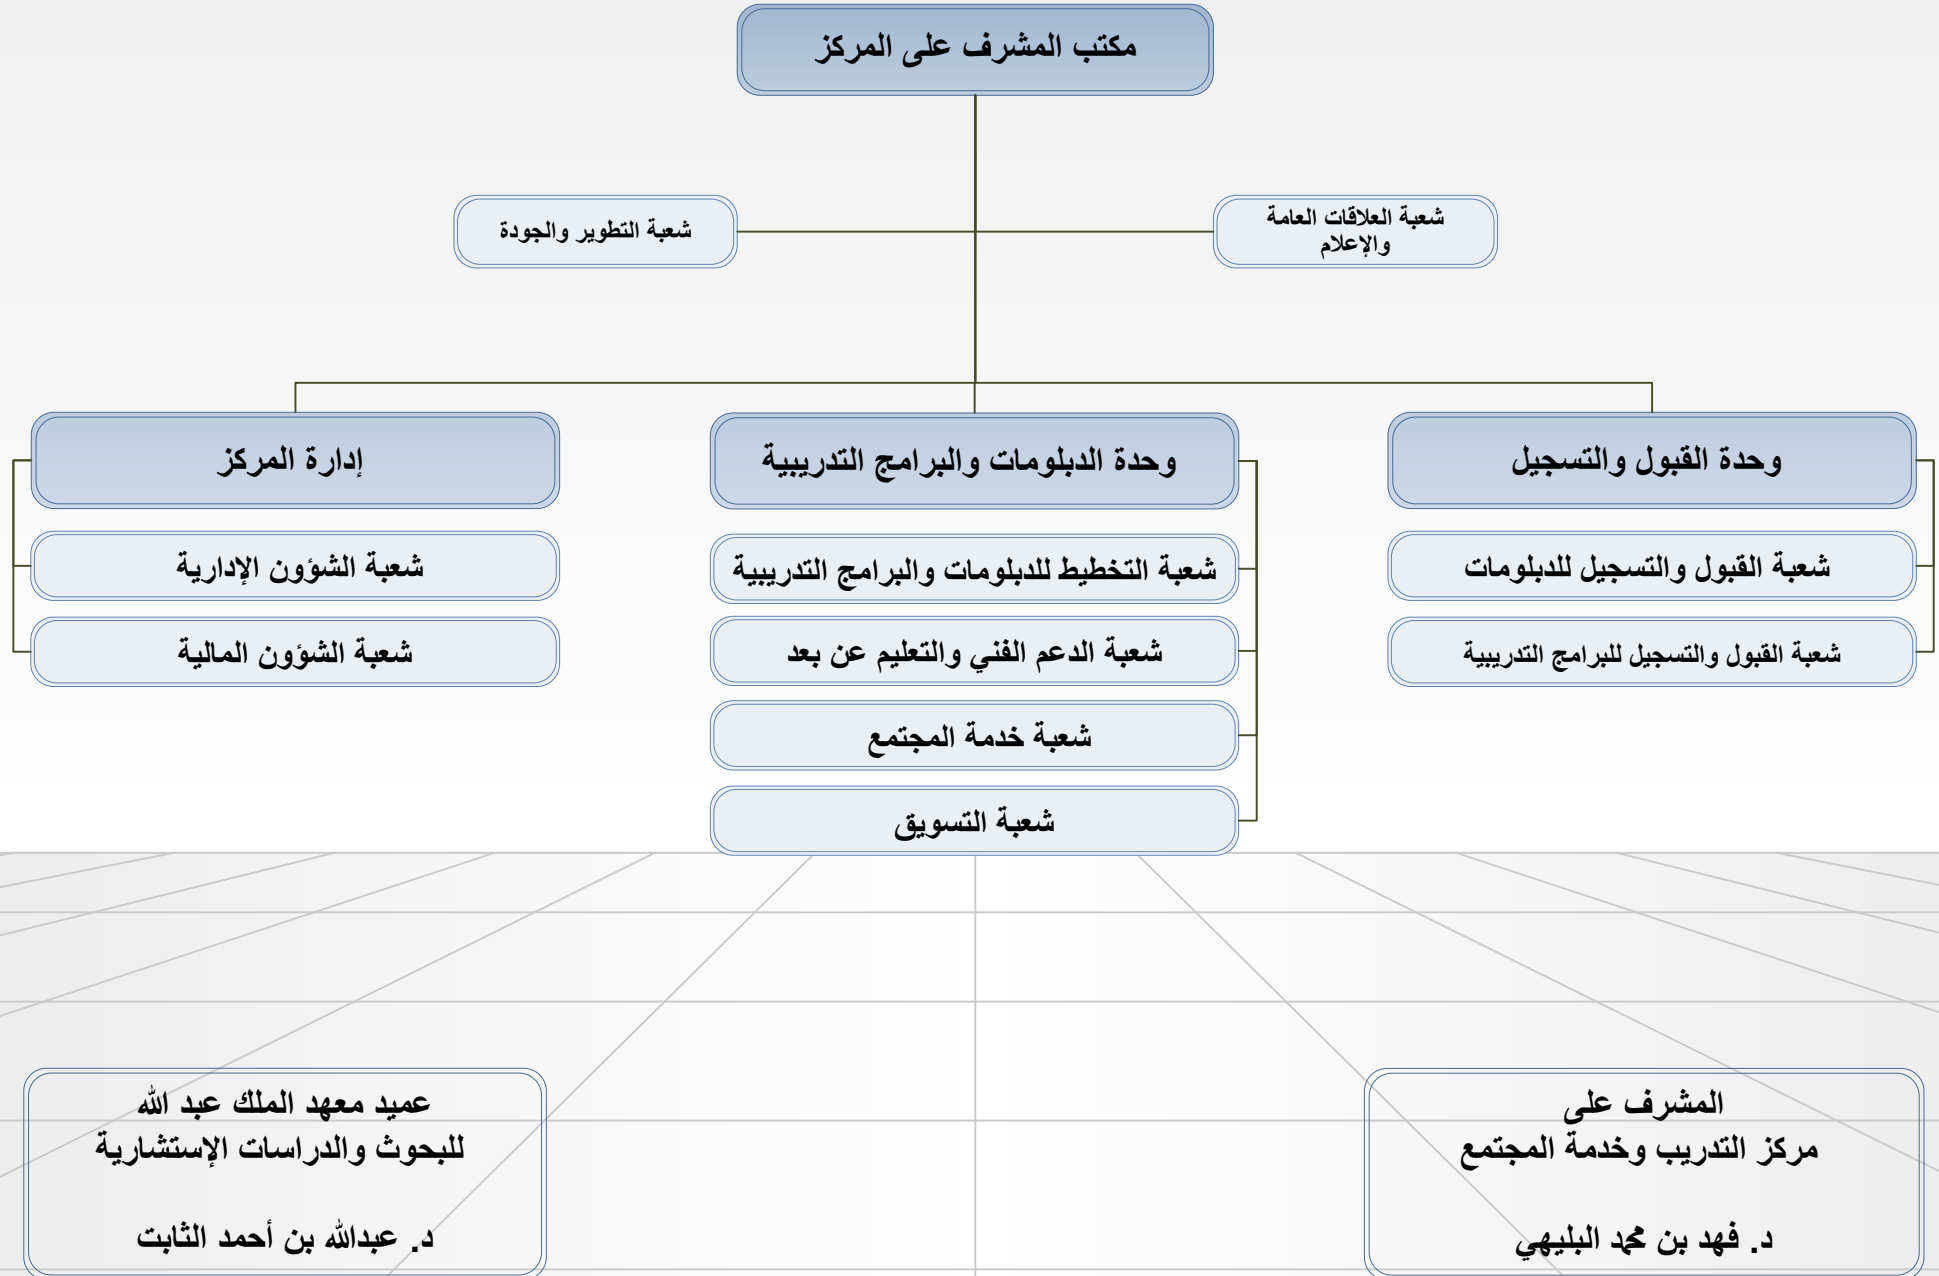 مكتب المشرف على المركز
شعبة العلاقات العامة
والإعلام
شعبة التطوير والجودة
وحدة القبول والتسجيل
شعبة القبول والتسجيل للدبلومات
شعبة القبول والتسجيل للبرامج التدريبية
وحدة الدبلومات والبرامج التدريبية
شعبة التخطيط للدبلومات والبرامج التدريبية
شعبة الدعم الفني والتعليم عن بعد
شعبة خدمة المجتمع
شعبة التسويق
إدارة المركز
شعبة الشؤون الإدارية
شعبة الشؤون المالية
المشرف على
مركز التدريب وخدمة المجتمع
د. فهد بن محمد البليهي
عميد معهد الملك عبد الله
للبحوث والدراسات الإستشارية
د. عبدالله بن أحمد الثابت